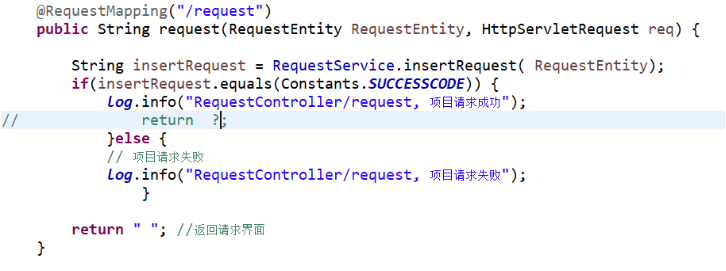 @RequestMapping("/request")
public String request(RequestEntity RequestEntity, HttpServletRequest req) {
String insertRequest = RequestService.insertRequest( RequestEntity);
if(insertRequest.equals(Constants.SUCCESSCODE)) {
log.info("RequestController/request, 项目请求成功");
// return ?;
}else {
// 项目请求失败
log.info("RequestController/request, 项目请求失败");
}
return " "; //返回请求界面
}